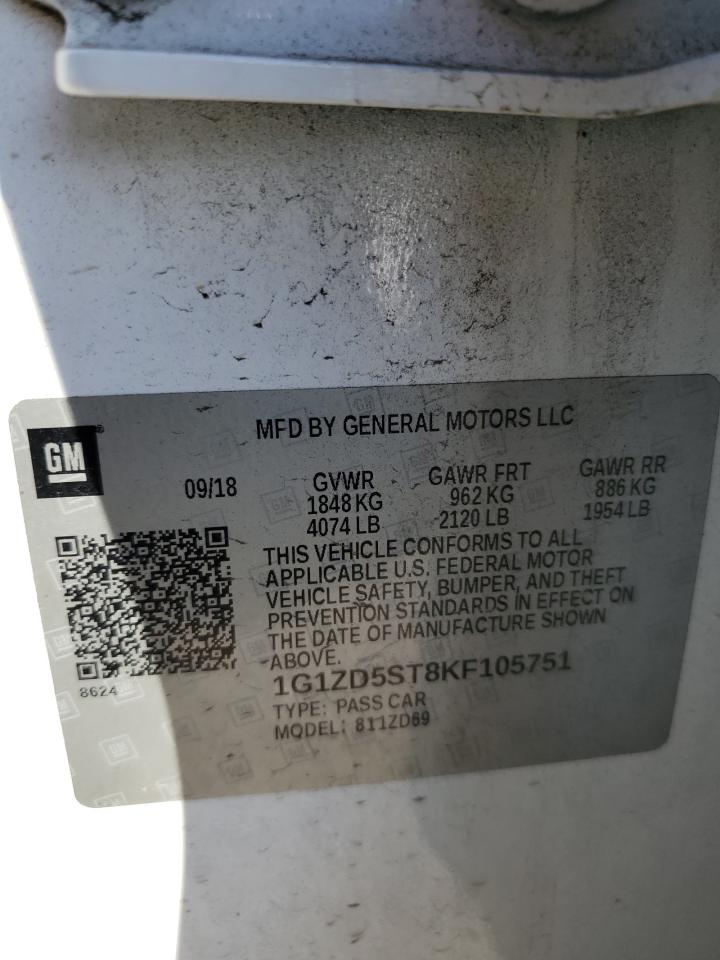 MFD BY GENERAL MOTORS LLC
GM®
09/18
GVWR
1848 KG
4074 LB
GAWR FRT
962 KG
2120 LB
GAWR RR
886 KG
1954 LB
THIS VEHICLE CONFORMS TO ALL
APPLICABLE U.S. FEDERAL MOTOR
VEHICLE SAFETY, BUMPER, AND THEFT
PREVENTION STANDARDS IN EFFECT ON
THE DATE OF MANUFACTURE SHOWN
ABOVE.
8624
1G1ZD5ST8KF105751
TYPE: PASS CAR
MODEL: 811ZD69